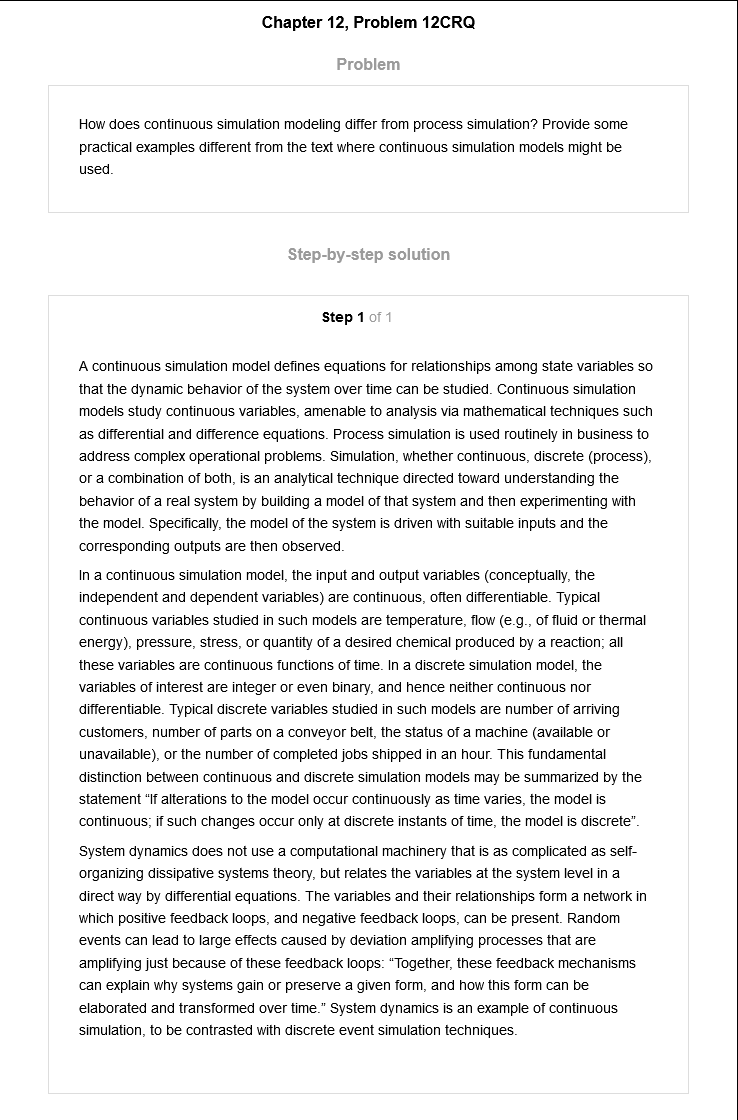 Chapter 12, Problem 12CRQ
Problem
How does continuous simulation modeling differ from process simulation? Provide some
practical examples different from the text where continuous simulation models might be
used.
Step-by-step solution
Step 1 of 1
A continuous simulation model defines equations for relationships among state variables so
that the dynamic behavior of the system over time can be studied. Continuous simulation
models study continuous variables, amenable to analysis via mathematical techniques such
as differential and difference equations. Process simulation is used routinely in business to
address complex operational problems. Simulation, whether continuous, discrete (process),
or a combination of both, is an analytical technique directed toward understanding the
behavior of a real system by building a model of that system and then experimenting with
the model. Specifically, the model of the system is driven with suitable inputs and the
corresponding outputs are then observed.
In a continuous simulation model, the input and output variables (conceptually, the
independent and dependent variables) are continuous, often differentiable. Typical
continuous variables studied in such models are temperature, flow (e.g., of fluid or thermal
energy), pressure, stress, or quantity of a desired chemical produced by a reaction; all
these variables are continuous functions of time. In a discrete simulation model, the
variables of interest are integer or even binary, and hence neither continuous nor
differentiable. Typical discrete variables studied in such models are number of arriving
customers, number of parts on a conveyor belt, the status of a machine (available or
unavailable), or the number of completed jobs shipped in an hour. This fundamental
distinction between continuous and discrete simulation models may be summarized by the
statement “If alterations to the model occur continuously as time varies, the model is
continuous; if such changes occur only at discrete instants of time, the model is discrete”.
System dynamics does not use a computational machinery that is as complicated as self-
organizing dissipative systems theory, but relates the variables at the system level in a
direct way by differential equations. The variables and their relationships form a network in
which positive feedback loops, and negative feedback loops, can be present. Random
events can lead to large effects caused by deviation amplifying processes that are
amplifying just because of these feedback loops: “Together, these feedback mechanisms
can explain why systems gain or preserve a given form, and how this form can be
elaborated and transformed over time.” System dynamics is an example of continuous
simulation, to be contrasted with discrete event simulation techniques.